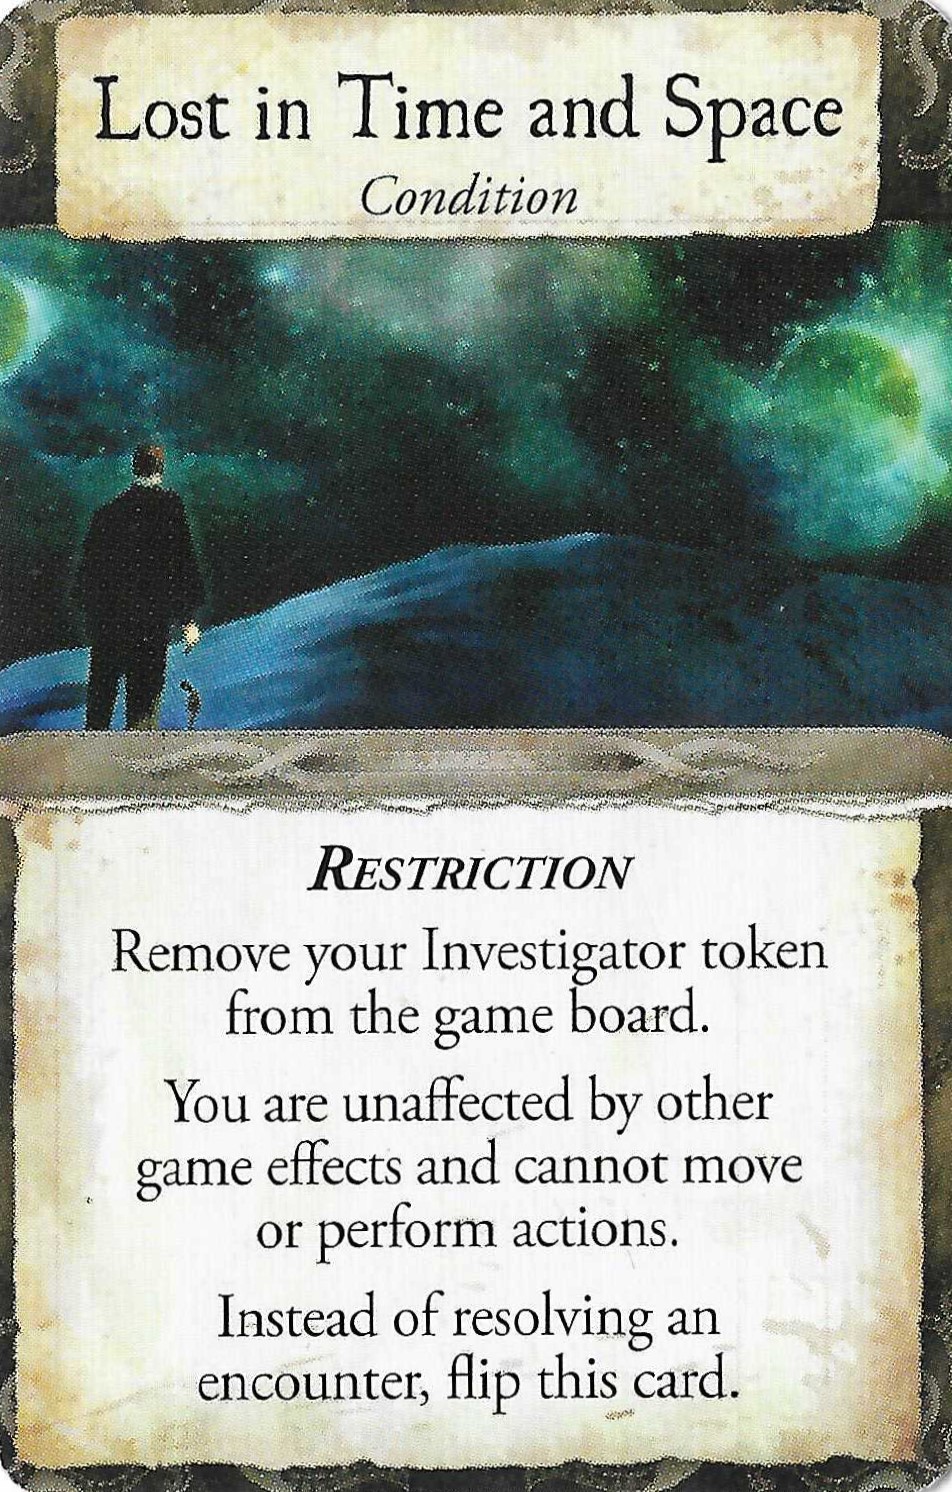 Lost in Time and Space
Condition
RESTRICTION
Remove your Investigator token
from the game board.
You are unaffected by other
game effects and cannot move
or perform actions.
Instead of resolving an
encounter, flip this card.